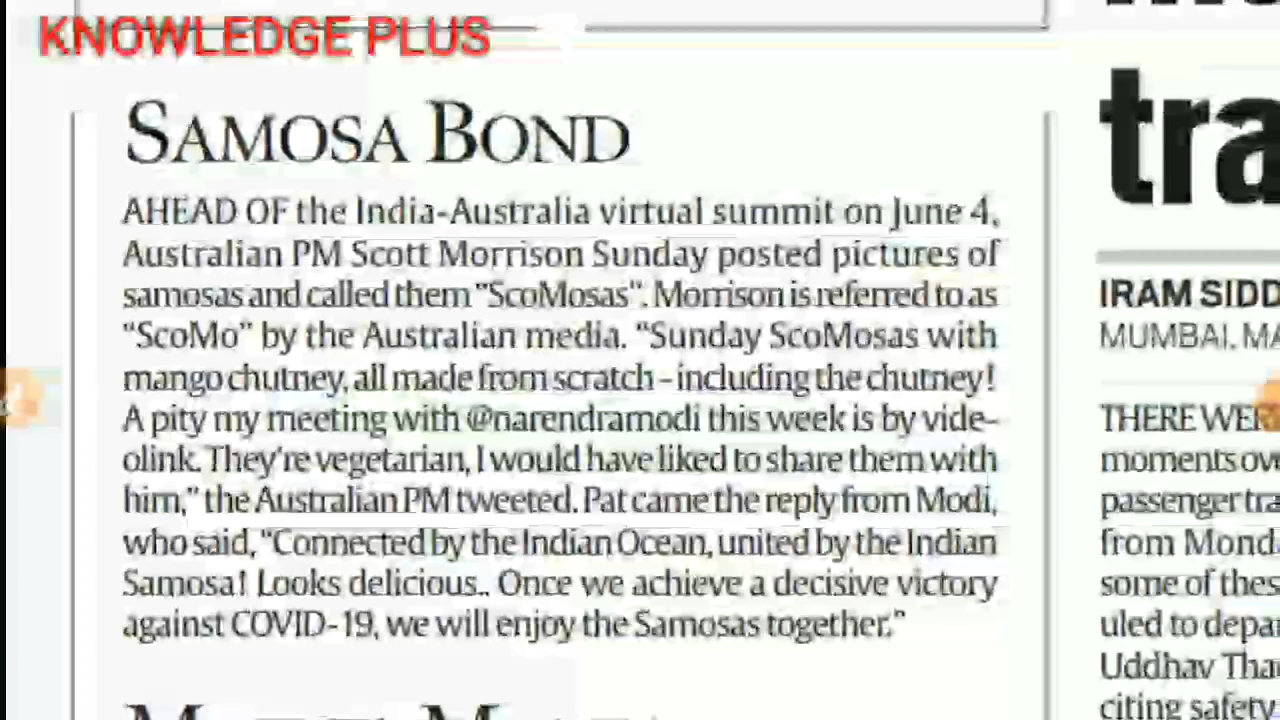 KNOWLEDGE PLUS
SAMOSA BOND
AHEAD OF the India-Australia virtual summit on June 4,
Australian PM Scott Morrison Sunday posted pictures of
samosas and called them "ScoMosas". Morrison is referred to as
"ScoMo" by the Australian media. "Sunday ScoMosas with
mango chutney, all made from scratch – including the chutney!
A pity my meeting with @narendramodi this week is by vide-
olink. They're vegetarian, I would have liked to share them with
him," the Australian PM tweeted. Pat came the reply from Modi,
who said, "Connected by the Indian Ocean, united by the Indian
Samosa! Looks delicious.. Once we achieve a decisive victory
against COVID-19, we will enjoy the Samosas together."
tra
IRAM SIDD
MUMBAI, MA
THERE WER
moments ov
passenger tra
from Mond
some of thes
uled to depa
Uddhav Tha
citing safety